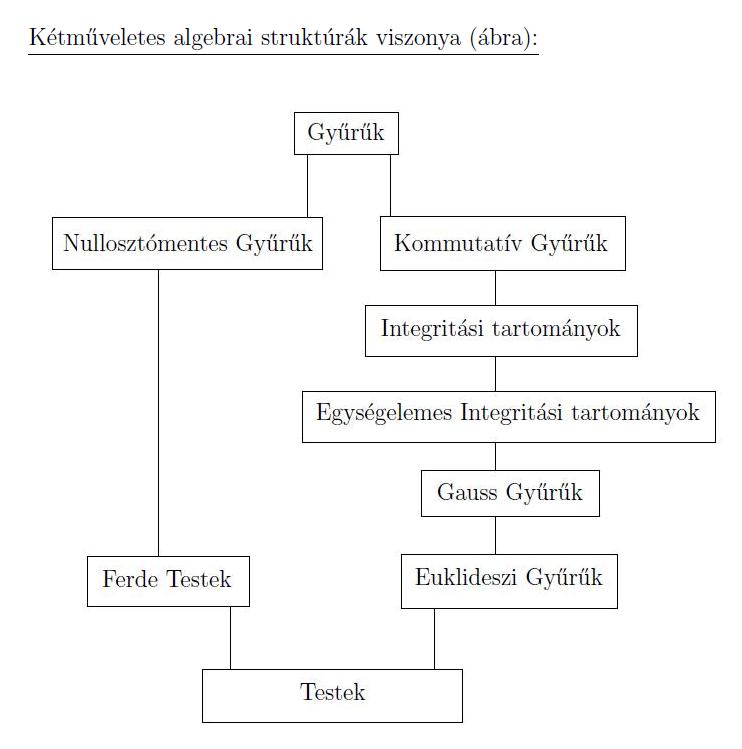 Kétműveletes algebrai struktúrák viszonya (ábra):
Gyűrűk
Nullosztómentes Gyűrűk
Kommutatív Gyűrűk
Integritási tartományok
Egységelemes Integritási tartományok
Gauss Gyűrűk
Ferde Testek
Euklideszi Gyűrűk
Testek